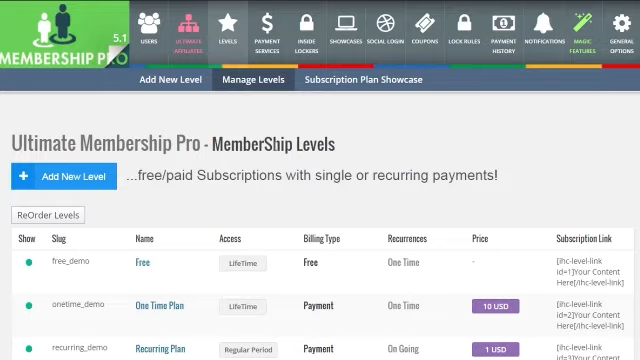 5.1
MEMBERSHIP PRO
USERS
ULTIMATE
AFFILIATES
LEVELS
PAYMENT
SERVICES
INSIDE
LOCKERS
SHOWCASES
SOCIAL LOGIN
COUPONS
LOCK RULES
PAYMENT
HISTORY
NOTIFICATIONS
MAGIC
FEATURES
GENERAL
OPTIONS
Add New Level Manage Levels Subscription Plan Showcase
Ultimate Membership Pro - MemberShip Levels
+ Add New Level ...free/paid Subscriptions with single or recurring payments!
ReOrder Levels
Show Slug Name Access Billing Type Recurrences Price Subscription Link
free_demo Free LifeTime Free One Time - [ihc-level-link
id=1]Your Content
Here[/ihc-level-link]
onetime_demo One Time Plan LifeTime Payment One Time 10 USD [ihc-level-link
id=2]Your Content
Here[/ihc-level-link]
recurring_demo Recurring Plan Regular Period Payment On Going 1 USD [ihc-level-link
id=3]Your Content